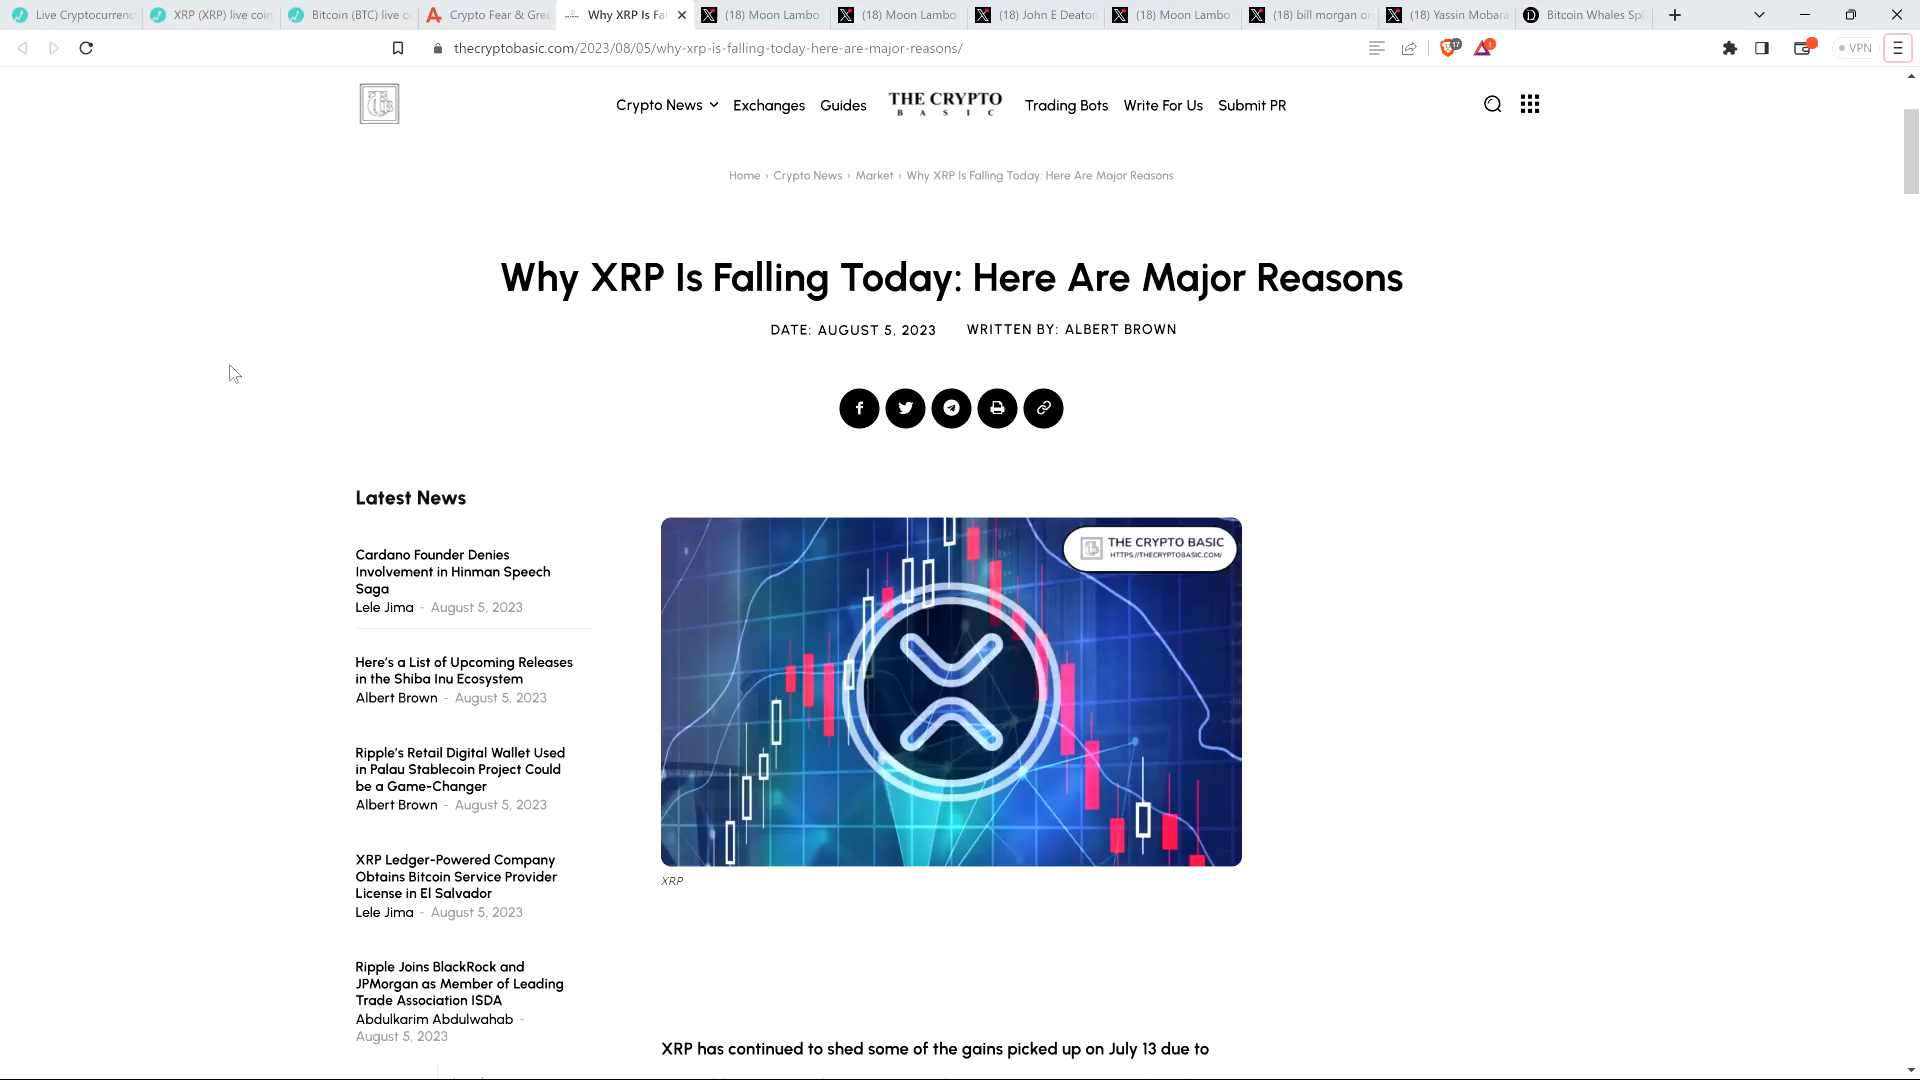 Live Cryptocurrenc
XRP (XRP) live coin
Bitcoin (BTC) live co
Crypto Fear & Gre
Why XRP Is Fal
(18) Moon Lambo
(18) Moon Lambo
(18) John E Deaton
(18) Moon Lambo
(18) bill morgan on
(18) Yassin Mobara
Bitcoin Whales Spl
thecryptobasic.com/2023/08/05/why-xrp-is-falling-today-here-are-major-reasons/
17
1
VPN
Crypto News
Exchanges
Guides
THE CRYPTO
BASIC
Trading Bots
Write For Us
Submit PR
Home › Crypto News › Market › Why XRP Is Falling Today: Here Are Major Reasons
Why XRP Is Falling Today: Here Are Major Reasons
DATE: AUGUST 5, 2023
WRITTEN BY: ALBERT BROWN
Latest News
Cardano Founder Denies
Involvement in Hinman Speech
Saga
Lele Jima - August 5, 2023
Here's a List of Upcoming Releases
in the Shiba Inu Ecosystem
Albert Brown - August 5, 2023
Ripple's Retail Digital Wallet Used
in Palau Stablecoin Project Could
be a Game-Changer
Albert Brown - August 5, 2023
XRP Ledger-Powered Company
Obtains Bitcoin Service Provider
License in El Salvador
Lele Jima - August 5, 2023
Ripple Joins BlackRock and
JPMorgan as Member of Leading
Trade Association ISDA
Abdulkarim Abdulwahab -
August 5, 2023
THE CRYPTO BASIC
HTTPS://THECRYPTOBASIC.COM/
XRP
XRP has continued to shed some of the gains picked up on July 13 due to